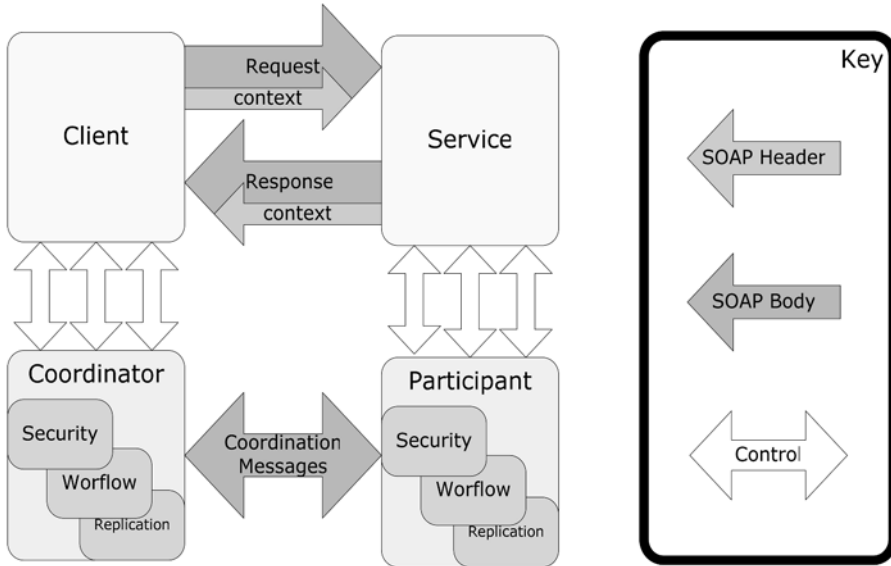 Request
context
Client
Service
Response
context
Coordinator
Security
Worflow
Replication
Coordination
Messages
Participant
Security
Worflow
Replication
Key
SOAP Header
SOAP Body
Control